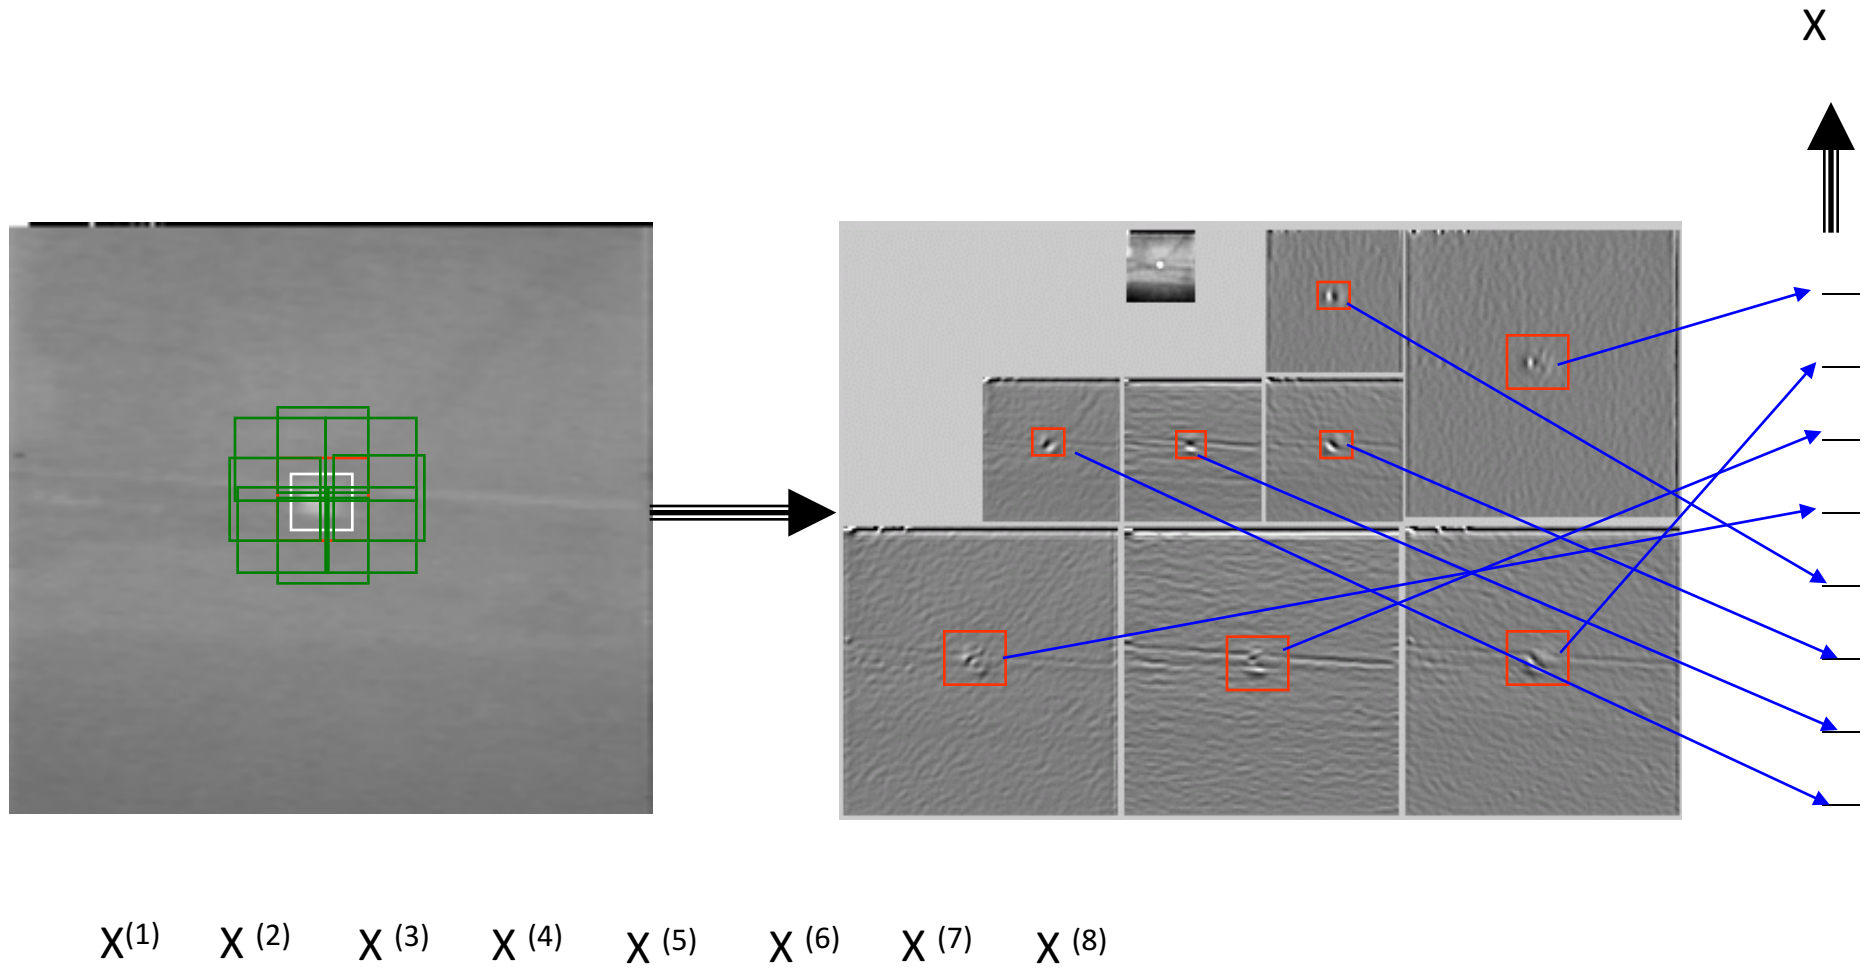 X
X(1) X (2) X (3) X (4) X (5) X (6) X (7) X (8)